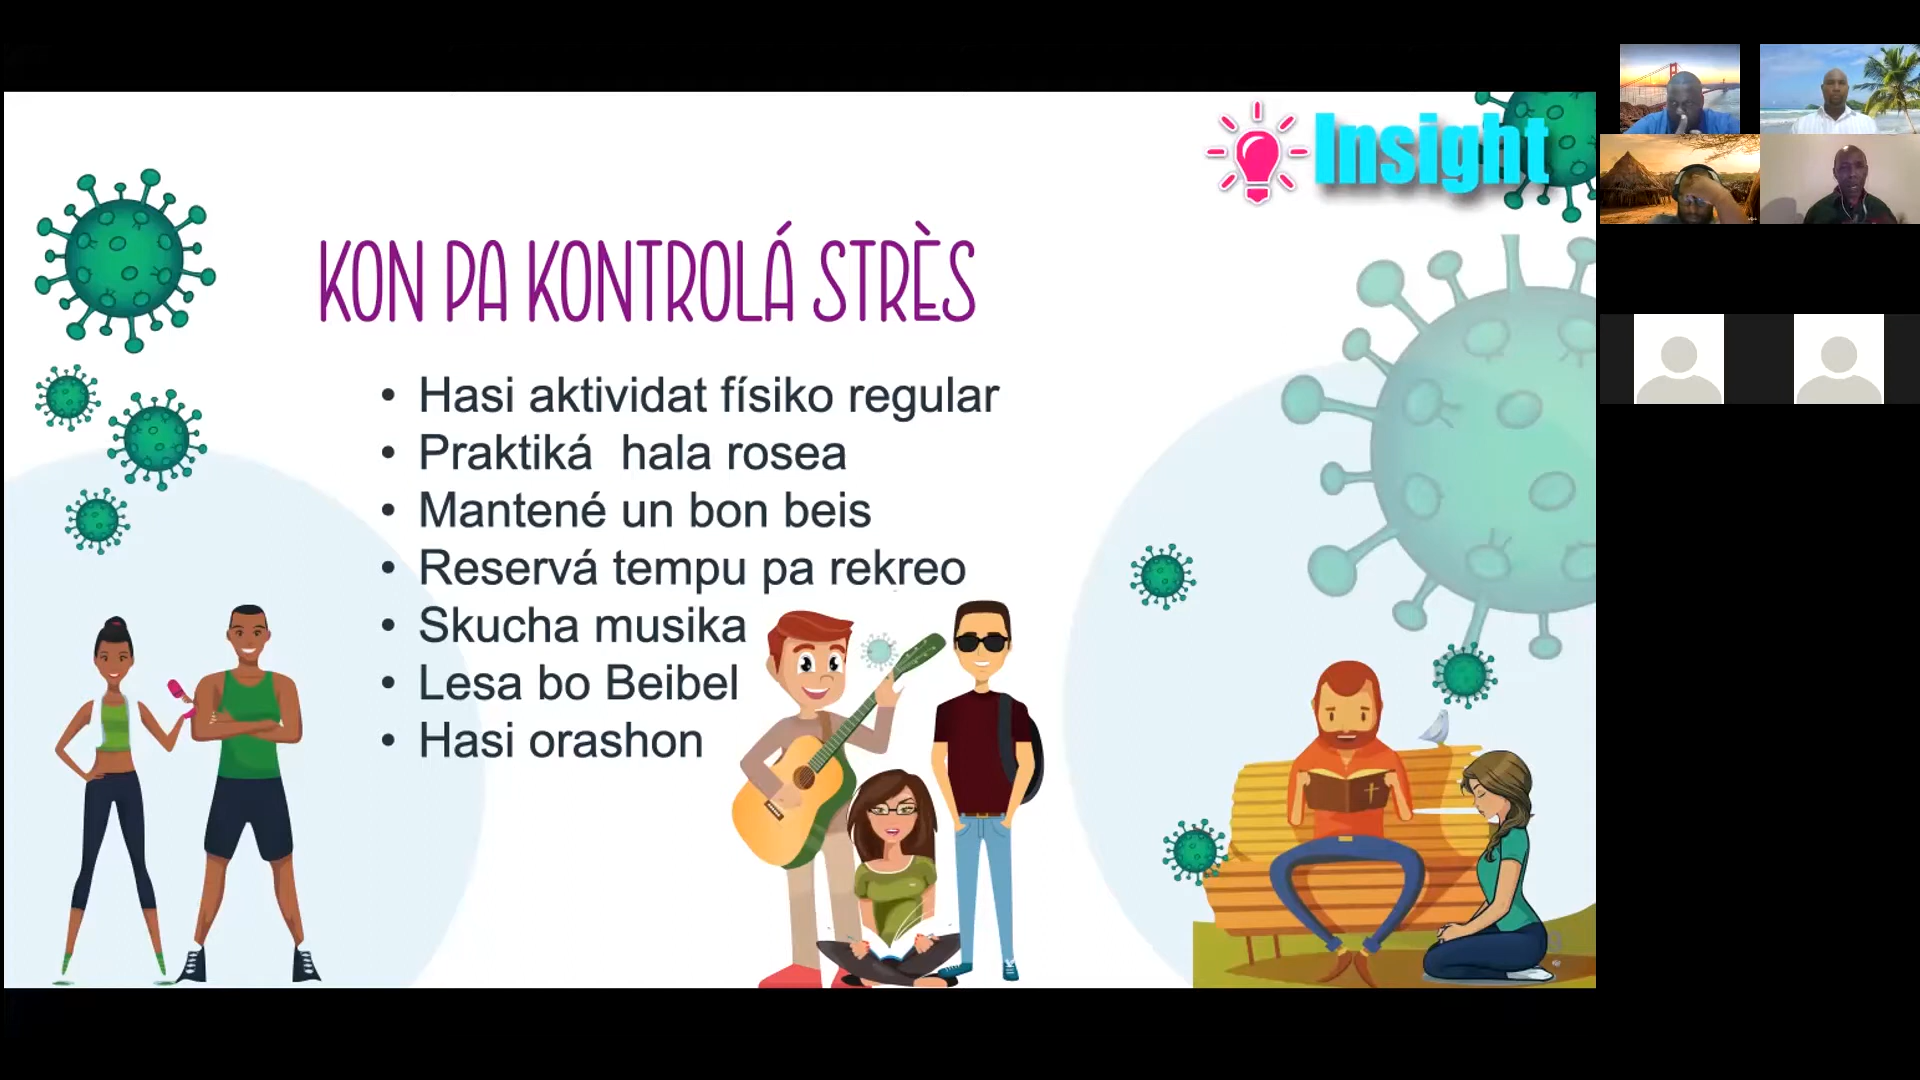 Insight
KON PA KONTROLÁ STRÈS
• Hasi aktividat físiko regular
• Praktiká  hala rosea
• Mantené un bon beis
• Reservá tempu pa rekreo
• Skucha musika
• Lesa bo Beibel
• Hasi orashon